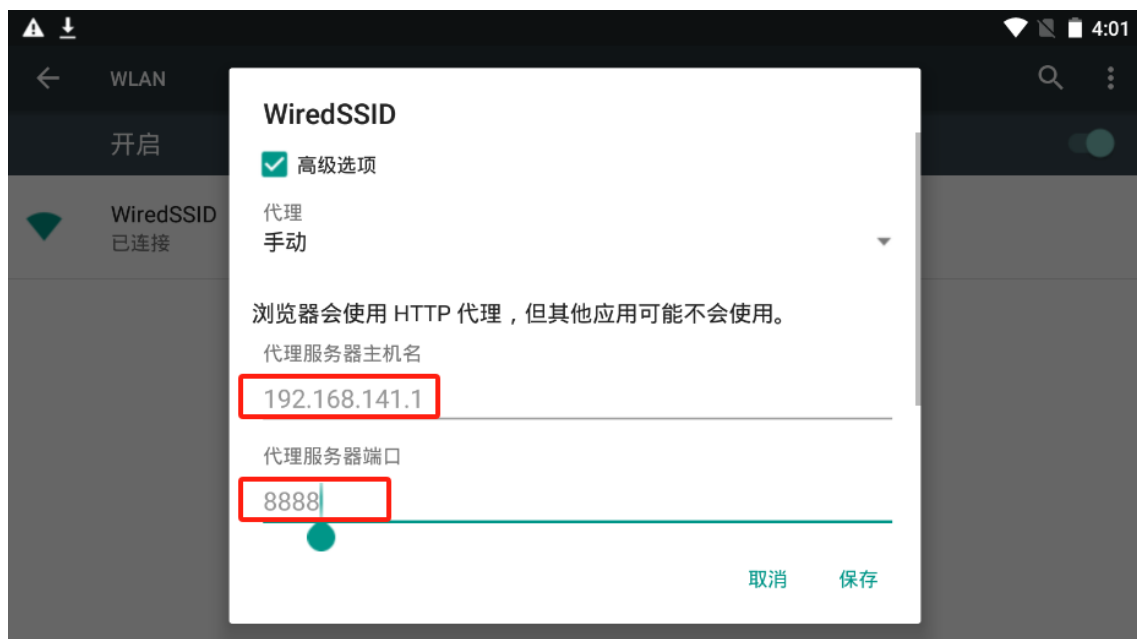 4:01
WLAN
开启
WiredSSID
已连接
WiredSSID
高级选项
代理
手动
浏览器会使用 HTTP 代理，但其他应用可能不会使用。
代理服务器主机名
192.168.141.1
代理服务器端口
8888
取消
保存